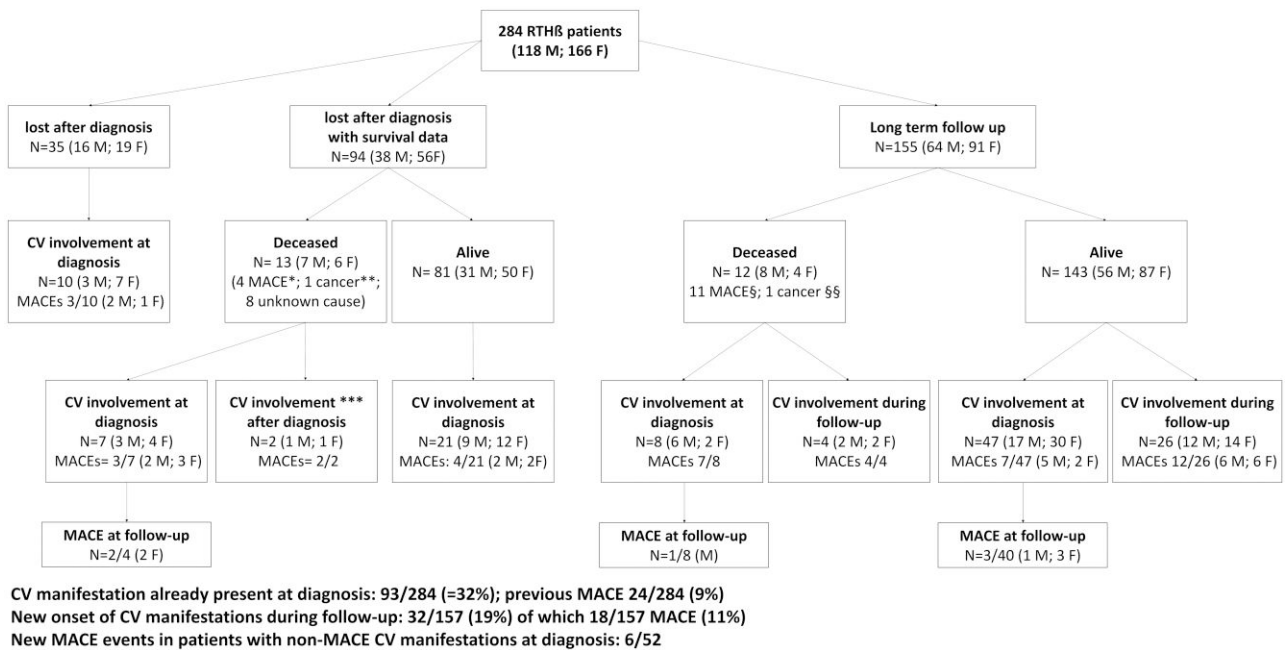 284 RTHß patients
(118 M; 166 F)
lost after diagnosis
N=35 (16 M; 19 F)
lost after diagnosis
with survival data
N=94 (38 M; 56F)
Long term follow up
N=155 (64 M; 91 F)
CV involvement at
diagnosis
N=10 (3 M; 7 F)
MACEs 3/10 (2 M; 1 F)
Deceased
N= 13 (7 M; 6 F)
(4 MACE*; 1 cancer**;
8 unknown cause)
Alive
N= 81 (31 M; 50 F)
Deceased
N= 12 (8 M; 4 F)
11 MACE§; 1 cancer §§
Alive
N= 143 (56 M; 87 F)
CV involvement at
diagnosis
N=7 (3 M; 4 F)
MACEs= 3/7 (2 M; 3 F)
CV involvement ***
after diagnosis
N=2 (1 M; 1 F)
MACEs= 2/2
CV involvement at
diagnosis
N=21 (9 M; 12 F)
MACEs: 4/21 (2 M; 2F)
CV involvement at
diagnosis
N=8 (6 M; 2 F)
MACEs 7/8
CV involvement during
follow-up
N=4 (2 M; 2 F)
MACEs 4/4
CV involvement at
diagnosis
N=47 (17 M; 30 F)
MACEs 7/47 (5 M; 2 F)
CV involvement during
follow-up
N=26 (12 M; 14 F)
MACEs 12/26 (6 M; 6 F)
MACE at follow-up
N=2/4 (2 F)
MACE at follow-up
N=1/8 (M)
MACE at follow-up
N=3/40 (1 M; 3 F)
CV manifestation already present at diagnosis: 93/284 (=32%); previous MACE 24/284 (9%)
New onset of CV manifestations during follow-up: 32/157 (19%) of which 18/157 MACE (11%)
New MACE events in patients with non-MACE CV manifestations at diagnosis: 6/52